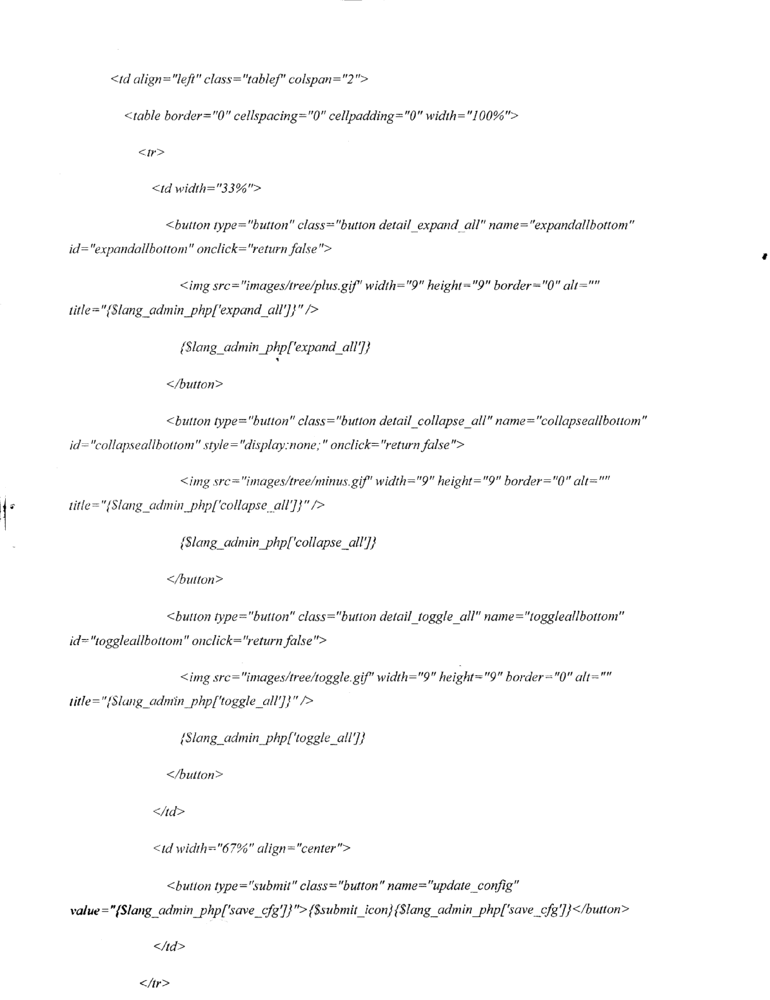 <td align="left" class="tablef" colspan="2">
<table border="0" cellspacing="0" cellpadding="0" width="100%">
<tr>
<td width="33%">
<button type="button" class="button detail_expand_all" name="expandallbottom"
id="expandallbottom" onclick="return false">
<img src="images/tree/plus.gif" width="9" height="9" border="0" alt=""
title="{$lang_admin_php['expand_all']}" />
{$lang_admin_php['expand_all']}
</button>
<button type="button" class="button detail_collapse_all" name="collapseallbottom"
id="collapseallbottom" style="display:none;" onclick="return false">
<img src="images/tree/minus.gif" width="9" height="9" border="0" alt=""
title="{$lang_admin_php['collapse_all']}" />
{$lang_admin_php['collapse_all']}
</button>
<button type="button" class="button detail_toggle_all" name="toggleallbottom"
id="toggleallbottom" onclick="return false">
<img src="images/tree/toggle.gif" width="9" height="9" border="0" alt=""
title="{$lang_admin_php['toggle_all']}" />
{$lang_admin_php['toggle_all']}
</button>
</td>
<td width="67%" align="center">
<button type="submit" class="button" name="update_config"
value="{$lang_admin_php['save_cfg']}">{$submit_icon}{$lang_admin_php['save_cfg']}</button>
</td>
</tr>